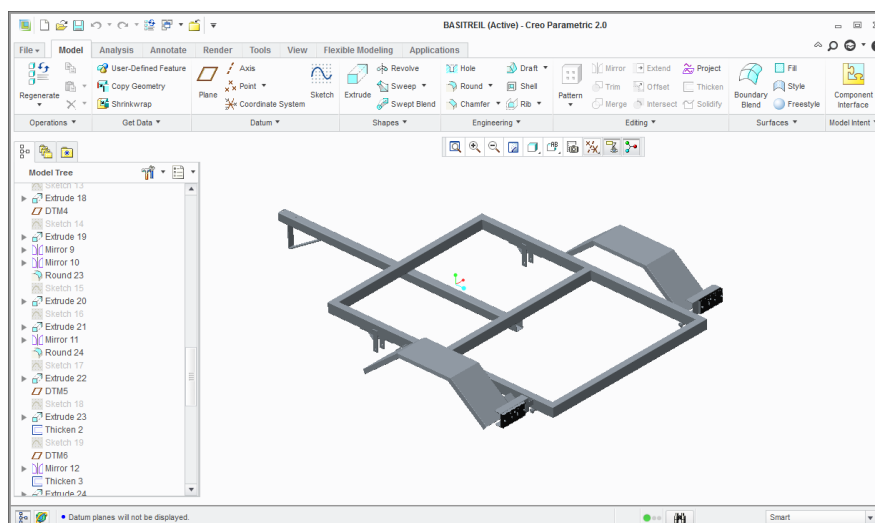 BASITREIL (Active) - Creo Parametric 2.0
File Model Analysis Annotate Render Tools View Flexible Modeling Applications
Regenerate
User-Defined Feature
Copy Geometry
Shrinkwrap
Plane
Axis
Point
Coordinate System
Sketch
Extrude
Revolve
Sweep
Swept Blend
Hole
Round
Chamfer
Draft
Shell
Rib
Pattern
Mirror
Trim
Merge
Extend
Offset
Intersect
Project
Thicken
Solidify
Boundary
Blend
Fill
Style
Freestyle
Component
Interface
Operations Get Data Datum Shapes Engineering Editing Surfaces Model Intent
Model Tree
Sketch 13
Extrude 18
DTM4
Sketch 14
Extrude 19
Mirror 9
Mirror 10
Round 23
Sketch 15
Extrude 20
Sketch 16
Extrude 21
Mirror 11
Round 24
Sketch 17
Extrude 22
DTM5
Sketch 18
Extrude 23
Thicken 2
Sketch 19
DTM6
Mirror 12
Thicken 3
Extrude 24
• Datum planes will not be displayed.
Smart